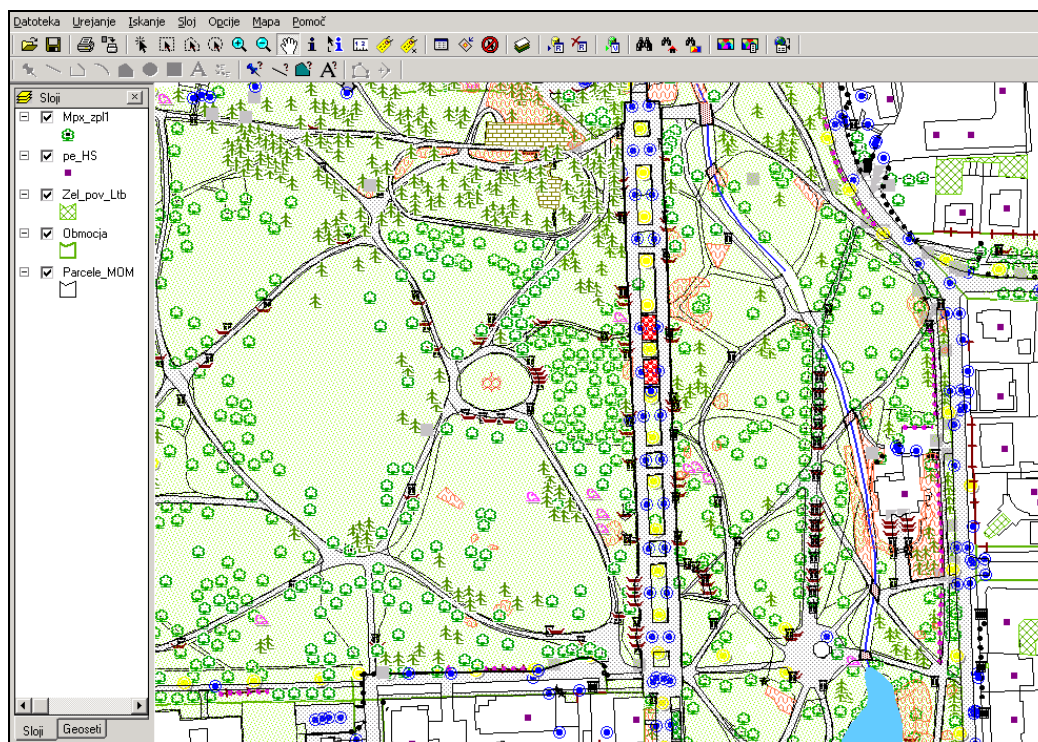 Datoteka Urejanje Iskanje Sloj Opcije Mapa Pomoč
Sloji
Mpx_zpl1
pe_HS
Zel_pov_Ltb
Obmocja
Parcele_MOM
Sloji Geoseti